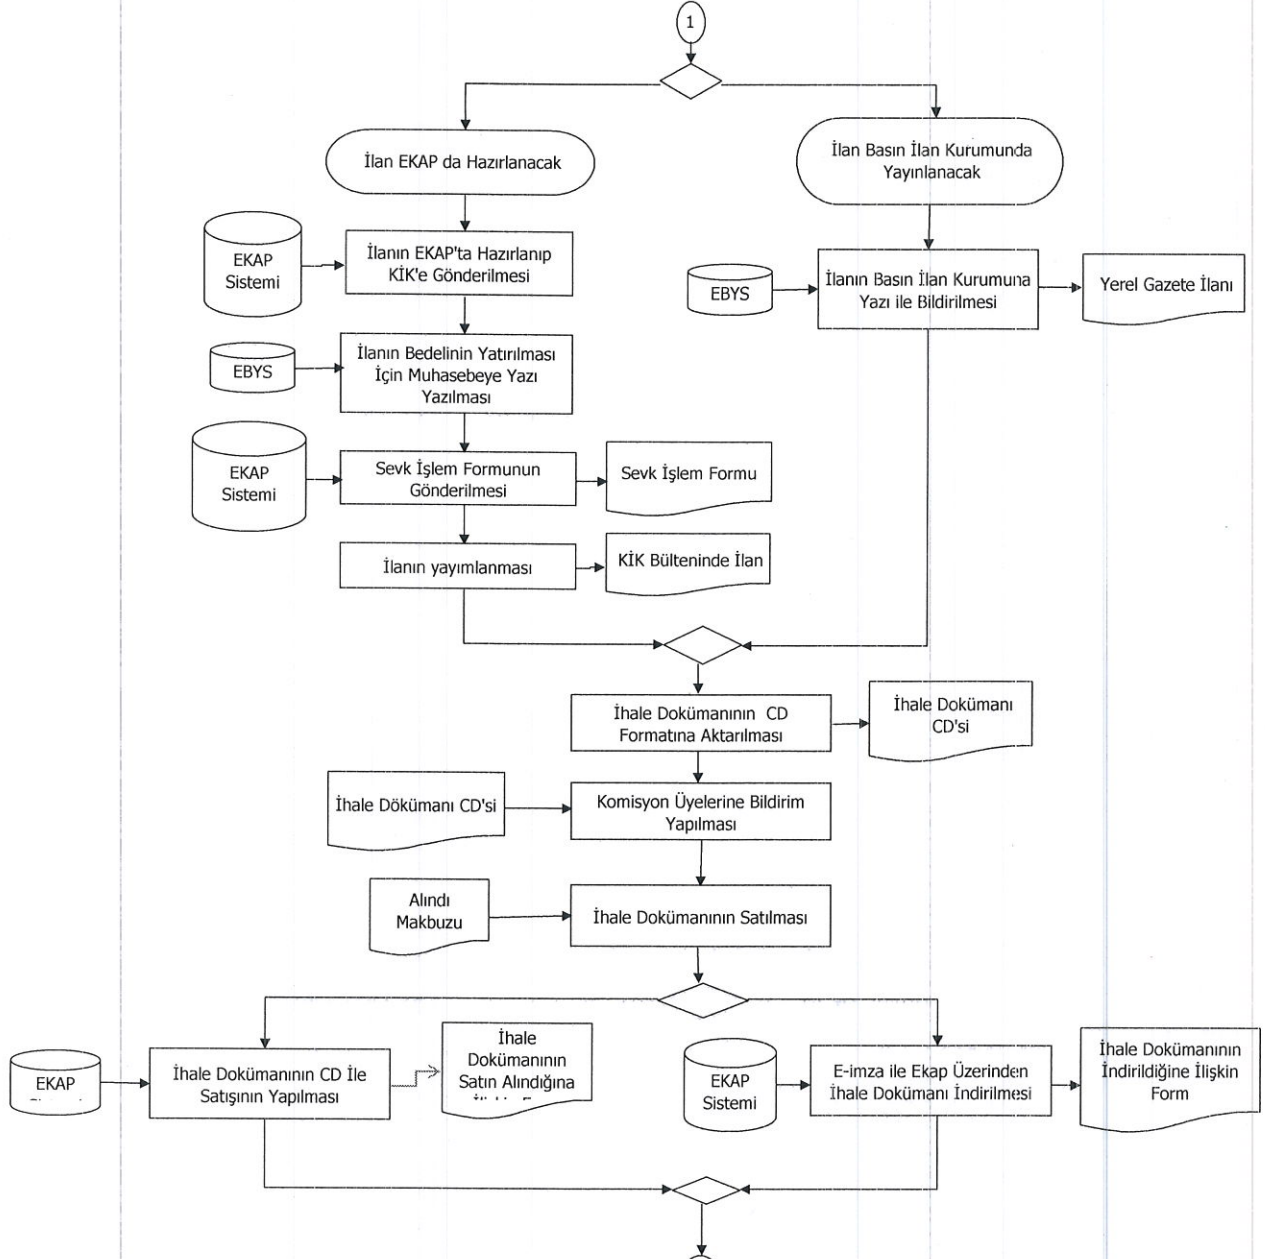 1
İlan EKAP da Hazırlanacak
İlan Basın İlan Kurumunda
Yayınlanacak
EKAP
Sistemi
İlanın EKAP'ta Hazırlanıp
KİK'e Gönderilmesi
EBYS
İlanın Basın İlan Kurumuna
Yazı ile Bildirilmesi
Yerel Gazete İlanı
EBYS
İlanın Bedelinin Yatırılması
İçin Muhasebeye Yazı
Yazılması
EKAP
Sistemi
Sevk İşlem Formunun
Gönderilmesi
Sevk İşlem Formu
İlanın yayımlanması
KİK Bülteninde İlan
İhale Dokümanının CD
Formatına Aktarılması
İhale Dokümanı
CD'si
İhale Dökümanı CD'si
Komisyon Üyelerine Bildirim
Yapılması
Alındı
Makbuzu
İhale Dokümanının Satılması
EKAP
İhale Dokümanının CD İle
Satışının Yapılması
İhale
Dokümanının
Satın Alındığına
EKAP
Sistemi
E-imza ile Ekap Üzerinden
İhale Dokümanı İndirilmesi
İhale Dokümanının
İndirildiğine İlişkin
Form